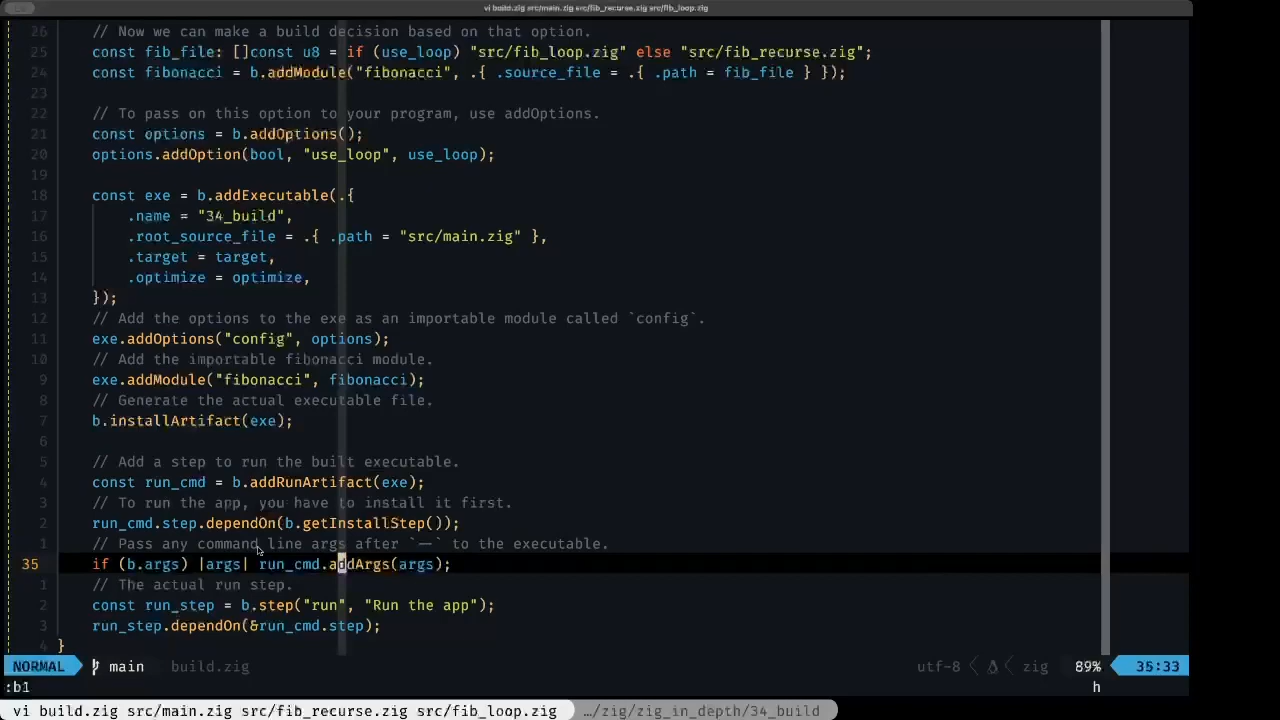 vi build.zig src/main.zig src/fib_recurse.zig src/fib_loop.zig
26 // Now we can make a build decision based on that option.
25 const fib_file: []const u8 = if (use_loop) "src/fib_loop.zig" else "src/fib_recurse.zig";
24 const fibonacci = b.addModule("fibonacci", .{ .source_file = .{ .path = fib_file } });
23
22 // To pass on this option to your program, use addOptions.
21 const options = b.addOptions();
20 options.addOption(bool, "use_loop", use_loop);
19
18 const exe = b.addExecutable(.{
17 .name = "34_build",
16 .root_source_file = .{ .path = "src/main.zig" },
15 .target = target,
14 .optimize = optimize,
13 });
12 // Add the options to the exe as an importable module called `config`.
11 exe.addOptions("config", options);
10 // Add the importable fibonacci module.
9 exe.addModule("fibonacci", fibonacci);
8 // Generate the actual executable file.
7 b.installArtifact(exe);
6
5 // Add a step to run the built executable.
4 const run_cmd = b.addRunArtifact(exe);
3 // To run the app, you have to install it first.
2 run_cmd.step.dependOn(b.getInstallStep());
1 // Pass any command line args after `--` to the executable.
35 if (b.args) |args| run_cmd.addArgs(args);
1 // The actual run step.
2 const run_step = b.step("run", "Run the app");
3 run_step.dependOn(&run_cmd.step);
4 }
NORMAL main build.zig utf-8 zig 89% 35:33
:b1 h
vi build.zig src/main.zig src/fib_recurse.zig src/fib_loop.zig …/zig/zig_in_depth/34_build